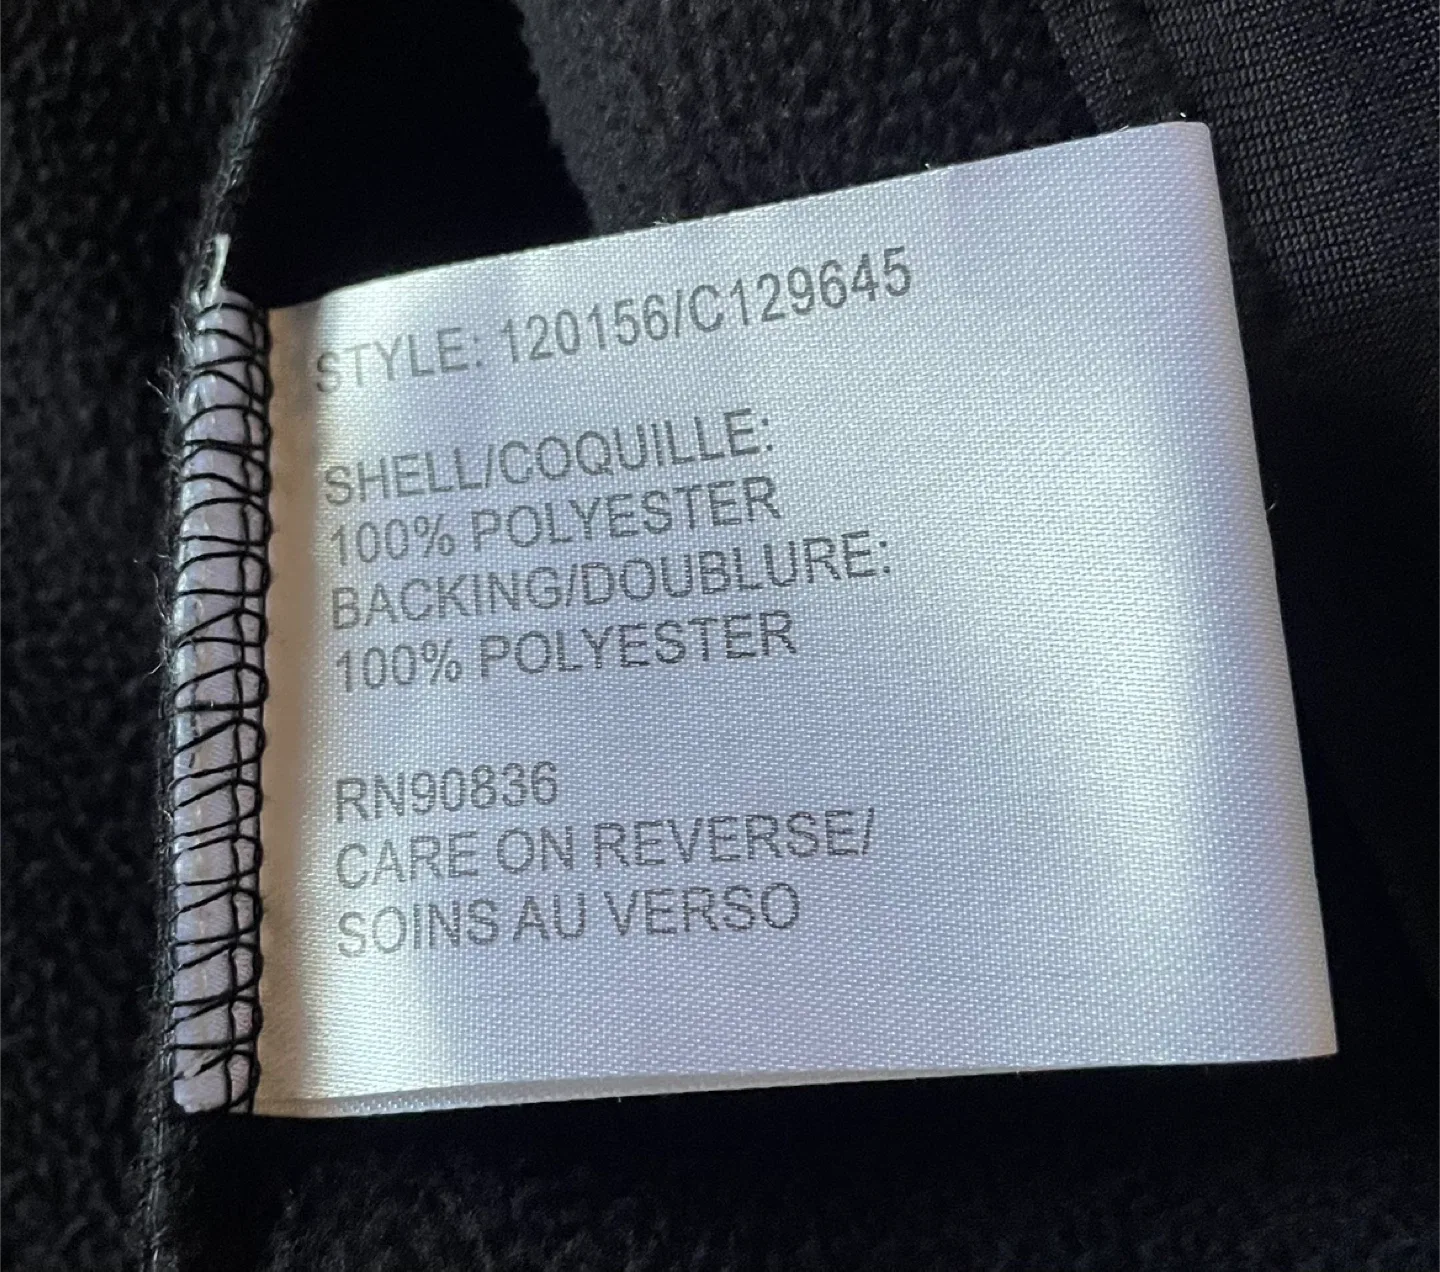 STYLE: 120156/C129645
SHELL/COQUILLE:
100% POLYESTER
BACKING/DOUBLURE:
100% POLYESTER
RN90836
CARE ON REVERSE/
SOINS AU VERSO